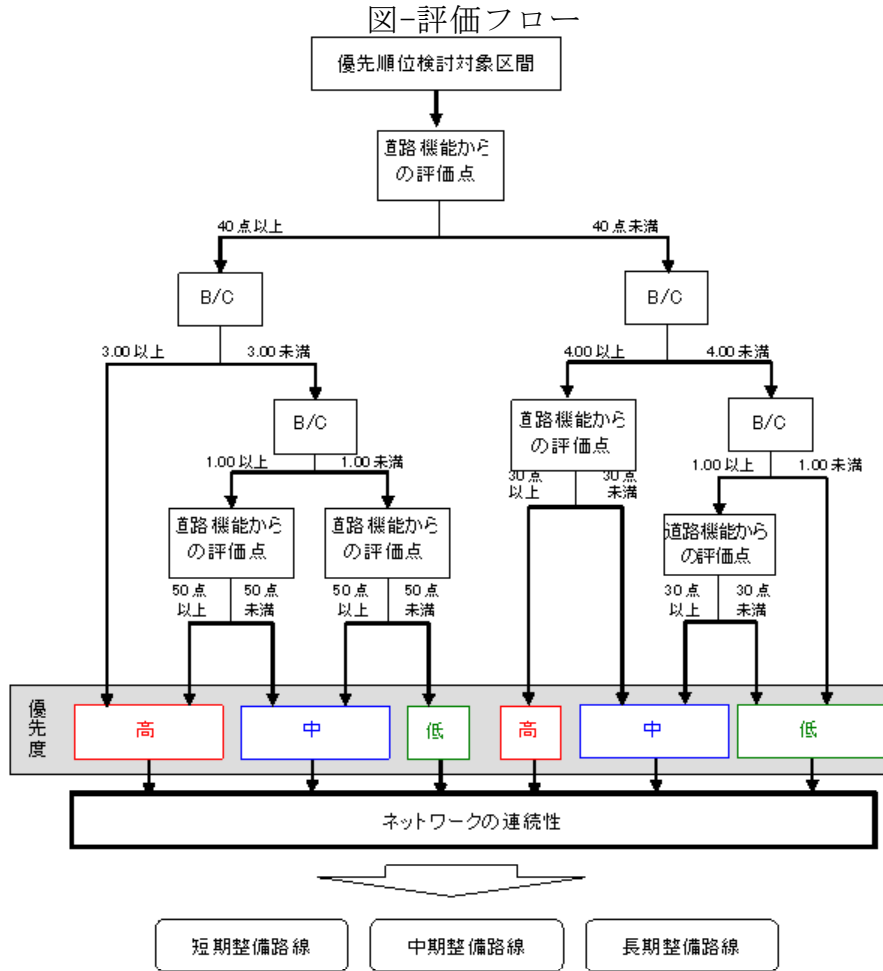 図-評価フロー
優先順位検討対象区間
道路機能から
の評価点
40点以上
40点未満
B/C
B/C
3.00以上
3.00未満
4.00以上
4.00未満
B/C
道路機能から
の評価点
B/C
1.00以上
1.00未満
30点
以上
30点
未満
1.00以上
1.00未満
道路機能から
の評価点
道路機能から
の評価点
道路機能から
の評価点
50点
以上
50点
未満
50点
以上
50点
未満
30点
以上
30点
未満
優先度
高
中
低
高
中
低
ネットワークの連続性
短期整備路線
中期整備路線
長期整備路線